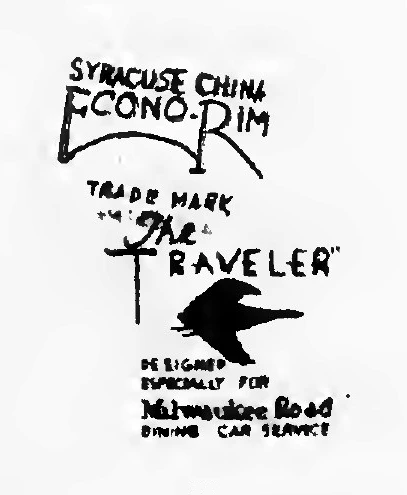 SYRACUSE CHINA
ECONO-RIM
TRADE MARK
"The
TRAVELER"
DESIGNED
ESPECIALLY FOR
Milwaukee Road
DINING CAR SERVICE